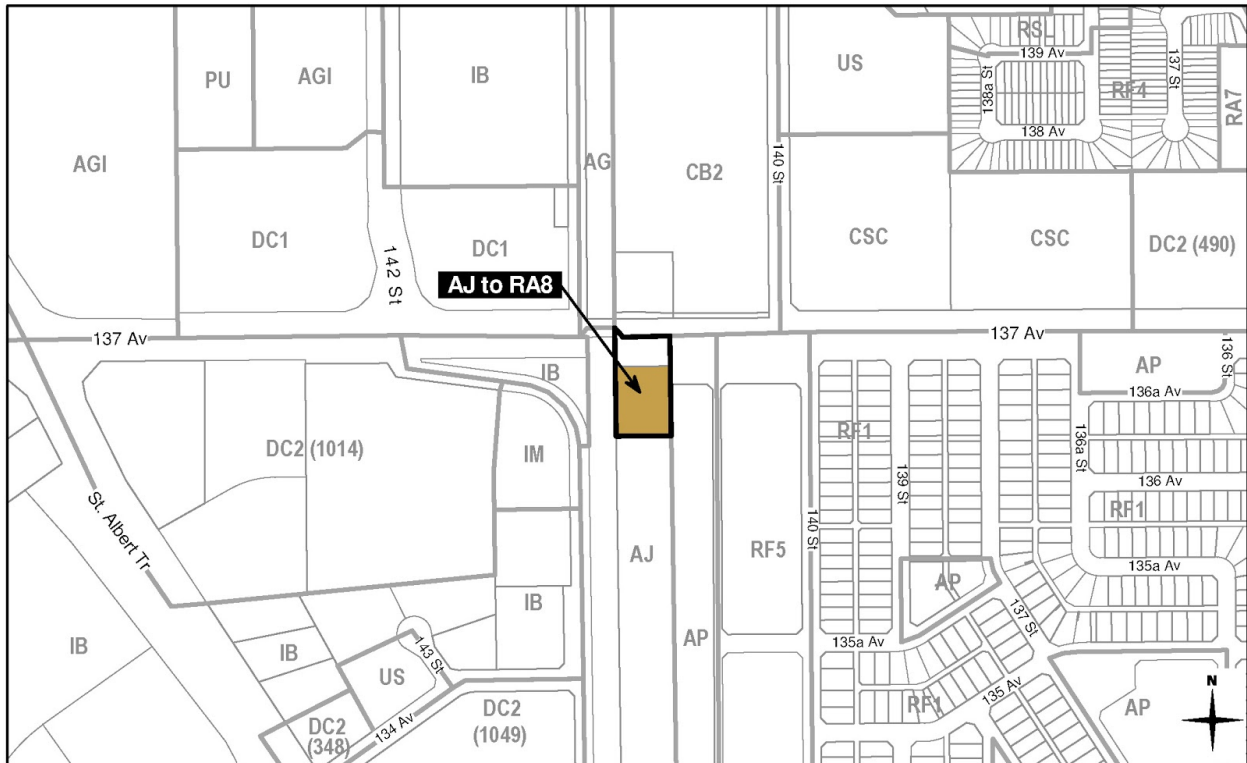 RSL
139 Av
138a St
137 St
RF4
138 Av
RA7
PU
AGI
IB
US
AGI
AG
CB2
140 St
DC1
DC1
142 St
CSC
CSC
DC2 (490)
AJ to RA8
137 Av
137 Av
IB
AP
136 St
136a Av
DC2 (1014)
IM
RF1
139 St
136a St
136 Av
RF1
St. Albert Tr
AJ
RF5
140 St
135a Av
AP
137 St
IB
IB
IB
US
143 St
AP
135a Av
134 Av
DC2
(348)
DC2
(1049)
RF1
135 Av
AP
N